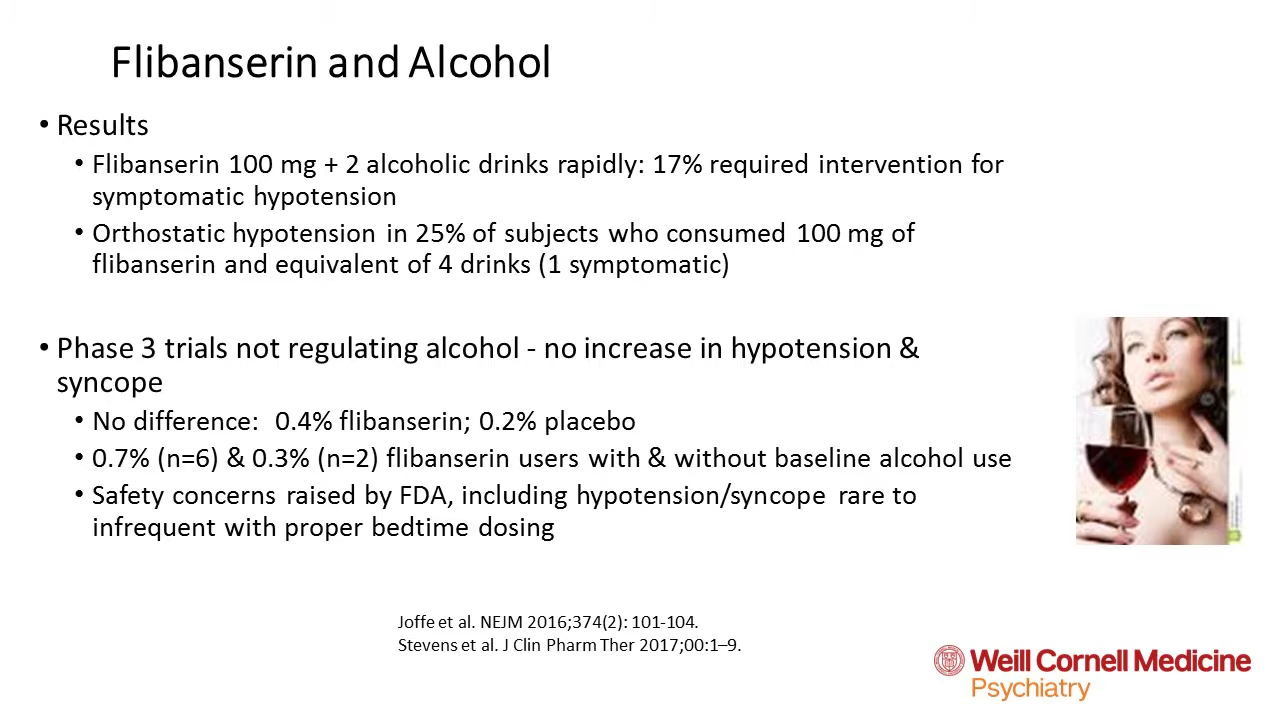 Flibanserin and Alcohol
• Results
• Flibanserin 100 mg + 2 alcoholic drinks rapidly: 17% required intervention for
symptomatic hypotension
• Orthostatic hypotension in 25% of subjects who consumed 100 mg of
flibanserin and equivalent of 4 drinks (1 symptomatic)
• Phase 3 trials not regulating alcohol - no increase in hypotension &
syncope
• No difference:  0.4% flibanserin; 0.2% placebo
• 0.7% (n=6) & 0.3% (n=2) flibanserin users with & without baseline alcohol use
• Safety concerns raised by FDA, including hypotension/syncope rare to
infrequent with proper bedtime dosing
Joffe et al. NEJM 2016;374(2): 101-104.
Stevens et al. J Clin Pharm Ther 2017;00:1–9.
Weill Cornell Medicine
Psychiatry